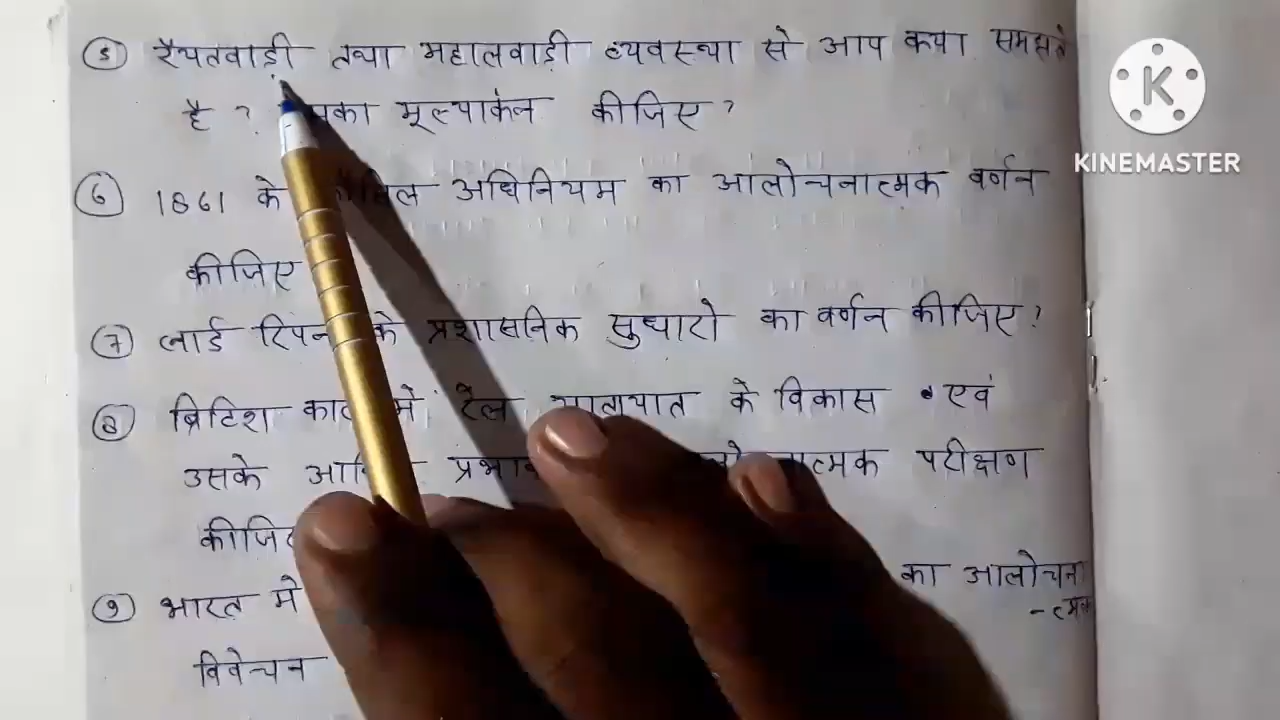 5 रैयतवाड़ी तथा महालवाड़ी व्यवस्था से आप क्या समझते
है ? मूल्याकंन कीजिए ?
6 1861 के अधिनियम का आलोचनात्मक वर्णन
कीजिए
7 लार्ड रिपन के प्रशासनिक सुधारो का वर्णन कीजिए ?
8 ब्रिटिश में रेल यातायात के विकास एवं
उसके परीक्षण
9 भारत मे का आलोचना
-त्मक
विवेचन
K
KINEMASTER